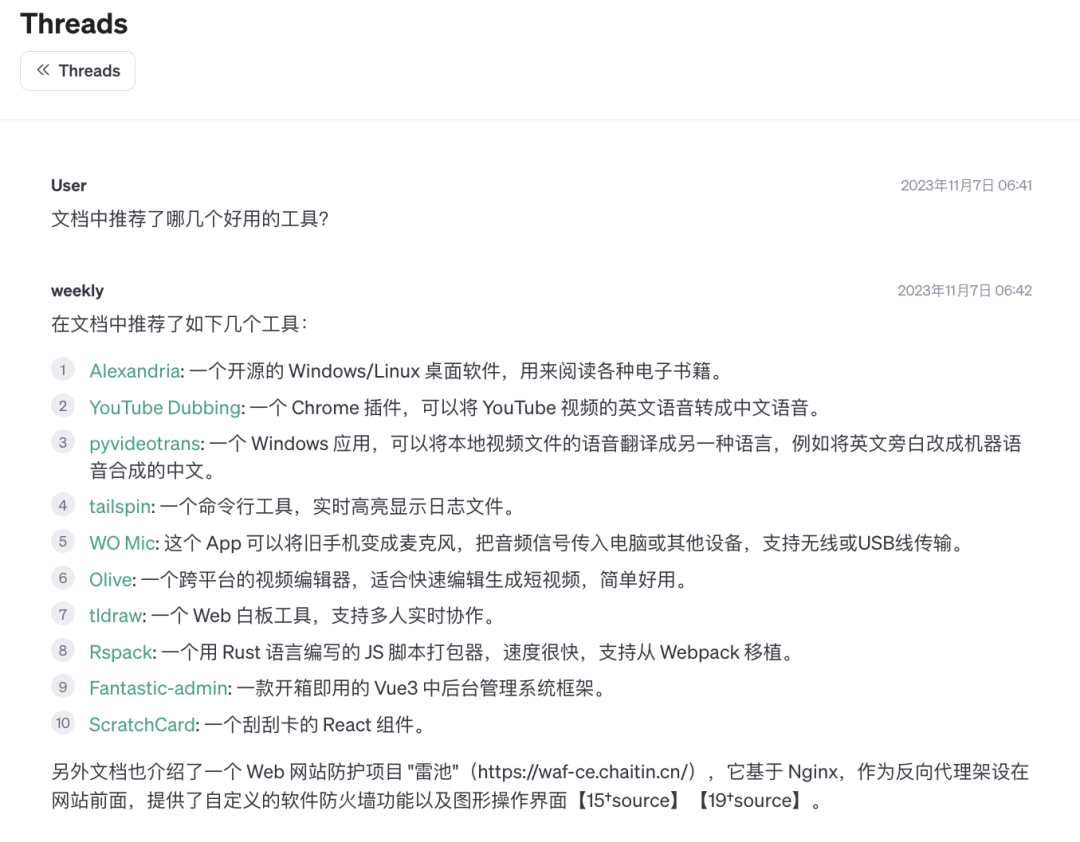 Threads
Threads
User
2023年11月7日 06:41
文档中推荐了哪几个好用的工具?
weekly
2023年11月7日 06:42
在文档中推荐了如下几个工具：
1 Alexandria: 一个开源的 Windows/Linux 桌面软件，用来阅读各种电子书籍。
2 YouTube Dubbing: 一个 Chrome 插件，可以将 YouTube 视频的英文语音转成中文语音。
3 pyvideotrans: 一个 Windows 应用，可以将本地视频文件的语音翻译成另一种语言，例如将英文旁白改成机器语
音合成的中文。
4 tailspin: 一个命令行工具，实时高亮显示日志文件。
5 WO Mic: 这个 App 可以将旧手机变成麦克风，把音频信号传入电脑或其他设备，支持无线或USB线传输。
6 Olive: 一个跨平台的视频编辑器，适合快速编辑生成短视频，简单好用。
7 tldraw: 一个 Web 白板工具，支持多人实时协作。
8 Rspack: 一个用 Rust 语言编写的 JS 脚本打包器，速度很快，支持从 Webpack 移植。
9 Fantastic-admin: 一款开箱即用的 Vue3 中后台管理系统框架。
10 ScratchCard: 一个刮刮卡的 React 组件。
另外文档也介绍了一个 Web 网站防护项目 "雷池"（https://waf-ce.chaitin.cn/），它基于 Nginx，作为反向代理架设在
网站前面，提供了自定义的软件防火墙功能以及图形操作界面【15†source】【19†source】。